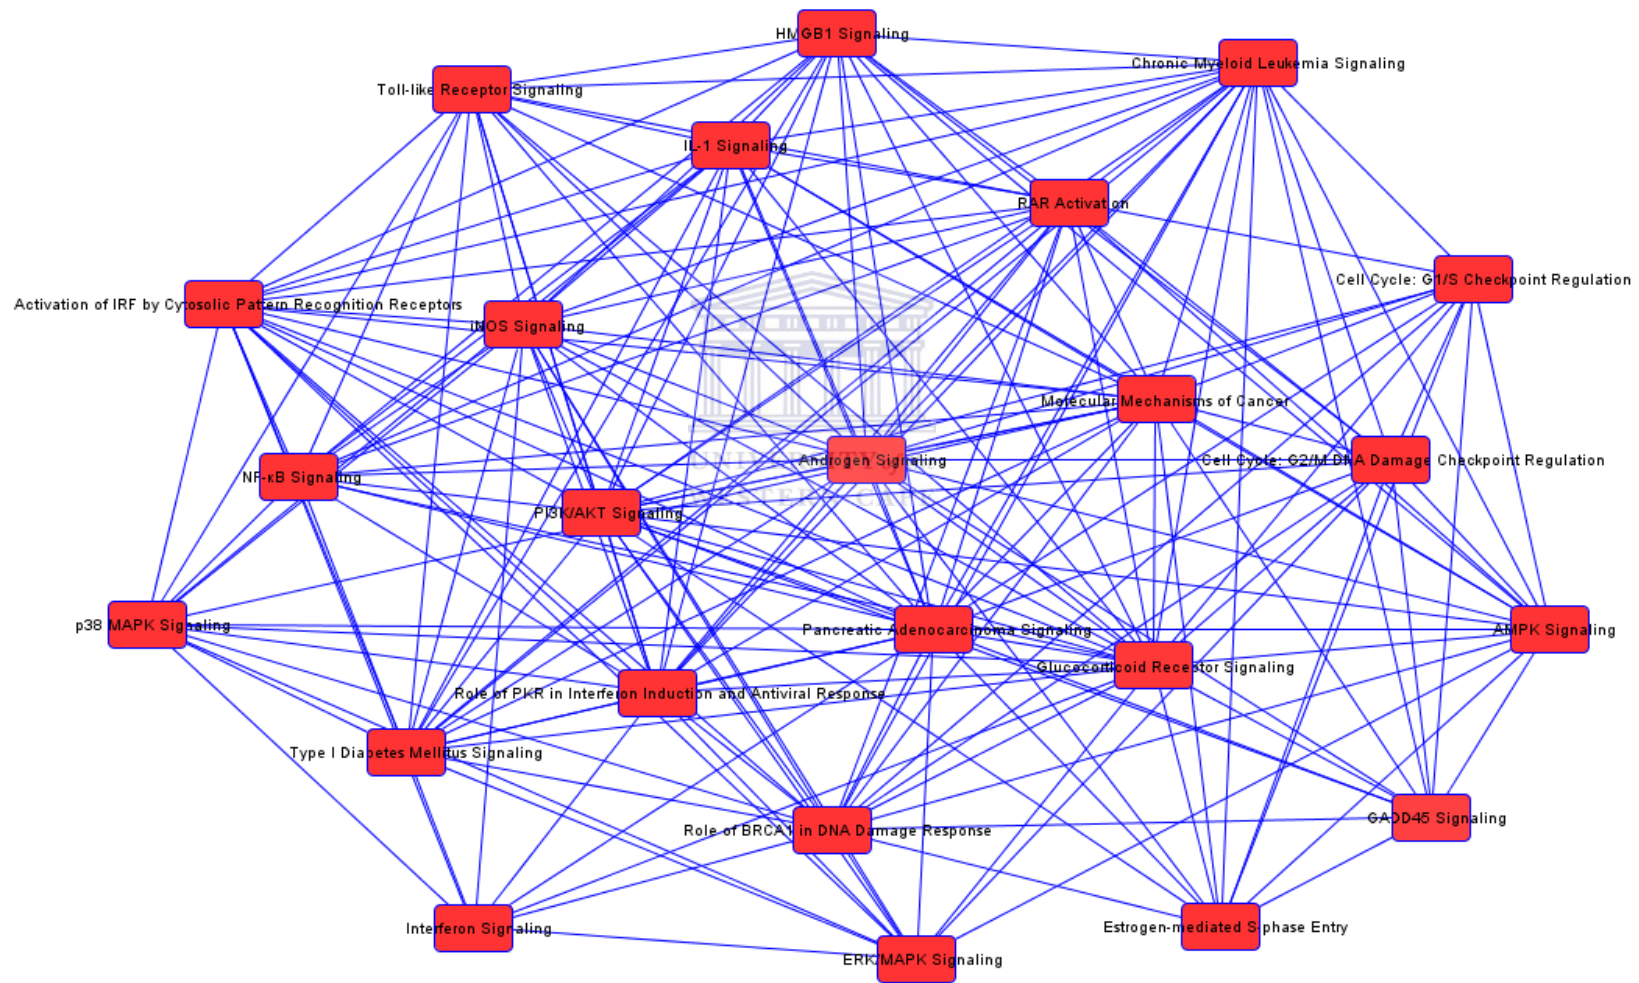 HMGB1 Signaling
Chronic Myeloid Leukemia Signaling
Toll-like Receptor Signaling
IL-1 Signaling
RAR Activation
Cell Cycle: G1/S Checkpoint Regulation
Activation of IRF by Cytosolic Pattern Recognition Receptors
iNOS Signaling
Molecular Mechanisms of Cancer
Androgen Signaling
UNIVERSITY of
Cell Cycle: G2/M DNA Damage Checkpoint Regulation
NF-κB Signaling
WESTERN CAPE
PI3K/AKT Signaling
p38 MAPK Signaling
Pancreatic Adenocarcinoma Signaling
AMPK Signaling
Glucocorticoid Receptor Signaling
Role of PKR in Interferon Induction and Antiviral Response
Type I Diabetes Mellitus Signaling
GADD45 Signaling
Role of BRCA1 in DNA Damage Response
Interferon Signaling
Estrogen-mediated S-phase Entry
ERK/MAPK Signaling